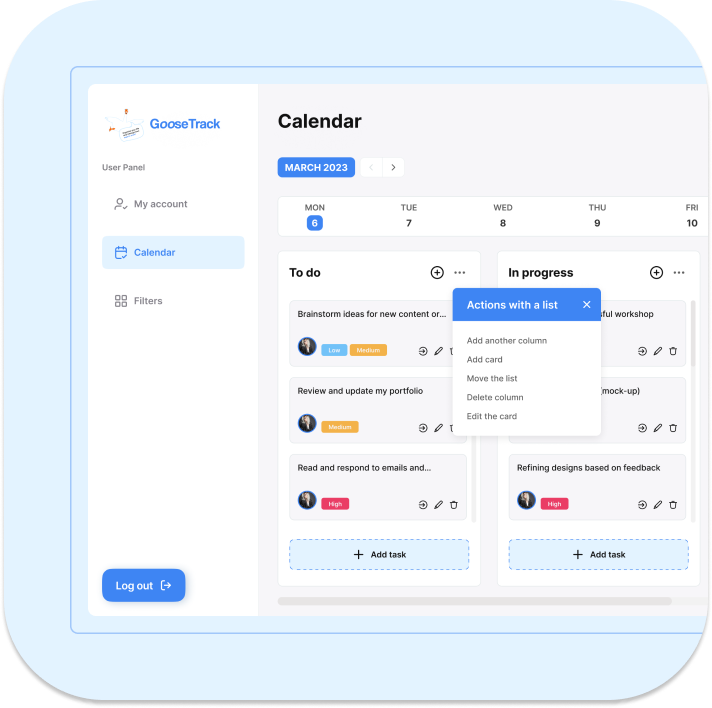 GooseTrack
Calendar
User Panel
MARCH 2023
My account
MON TUE WED THU FRI
6 7 8 9 10
Calendar
To do
In progress
Filters
Actions with a list
Brainstorm ideas for new content or...
ful workshop
Add another column
Low Medium
Add card
Move the list
Review and update my portfolio
(mock-up)
Delete column
Edit the card
Medium
Read and respond to emails and...
Refining designs based on feedback
High
High
Add task
Add task
Log out